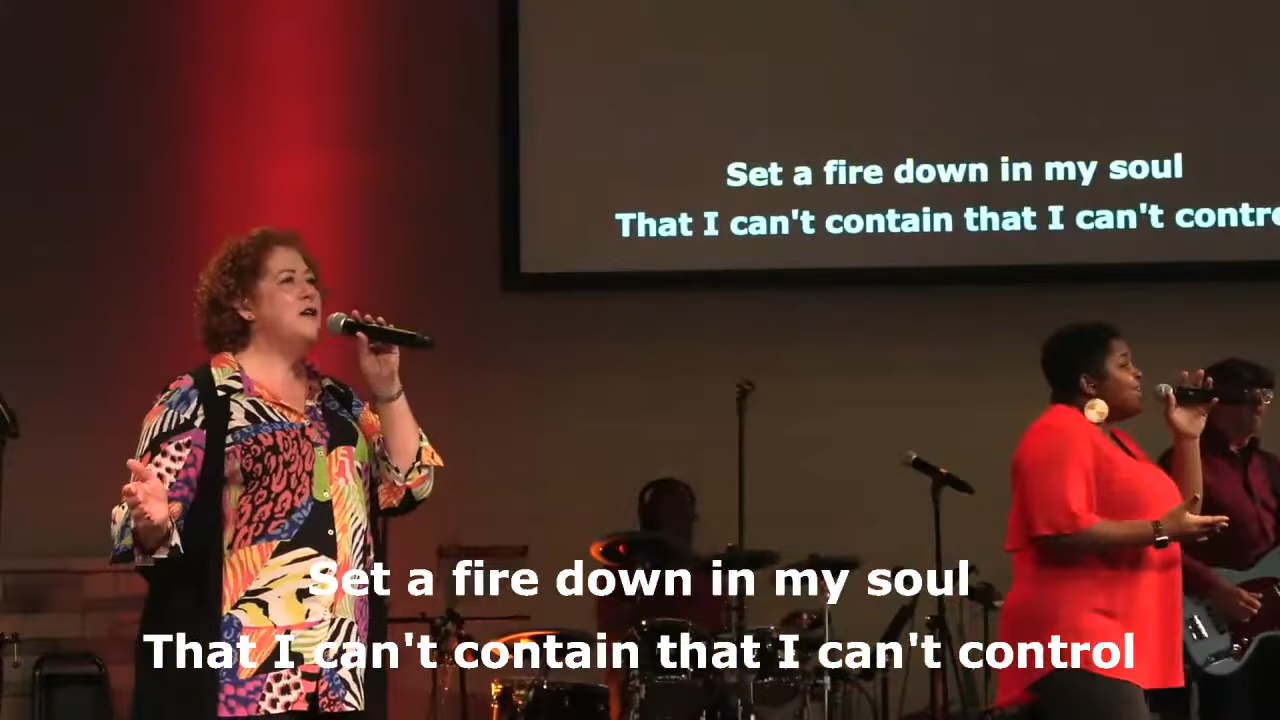 Set a fire down in my soul
That I can't contain that I can't contro
Set a fire down in my soul
That I can't contain that I can't control